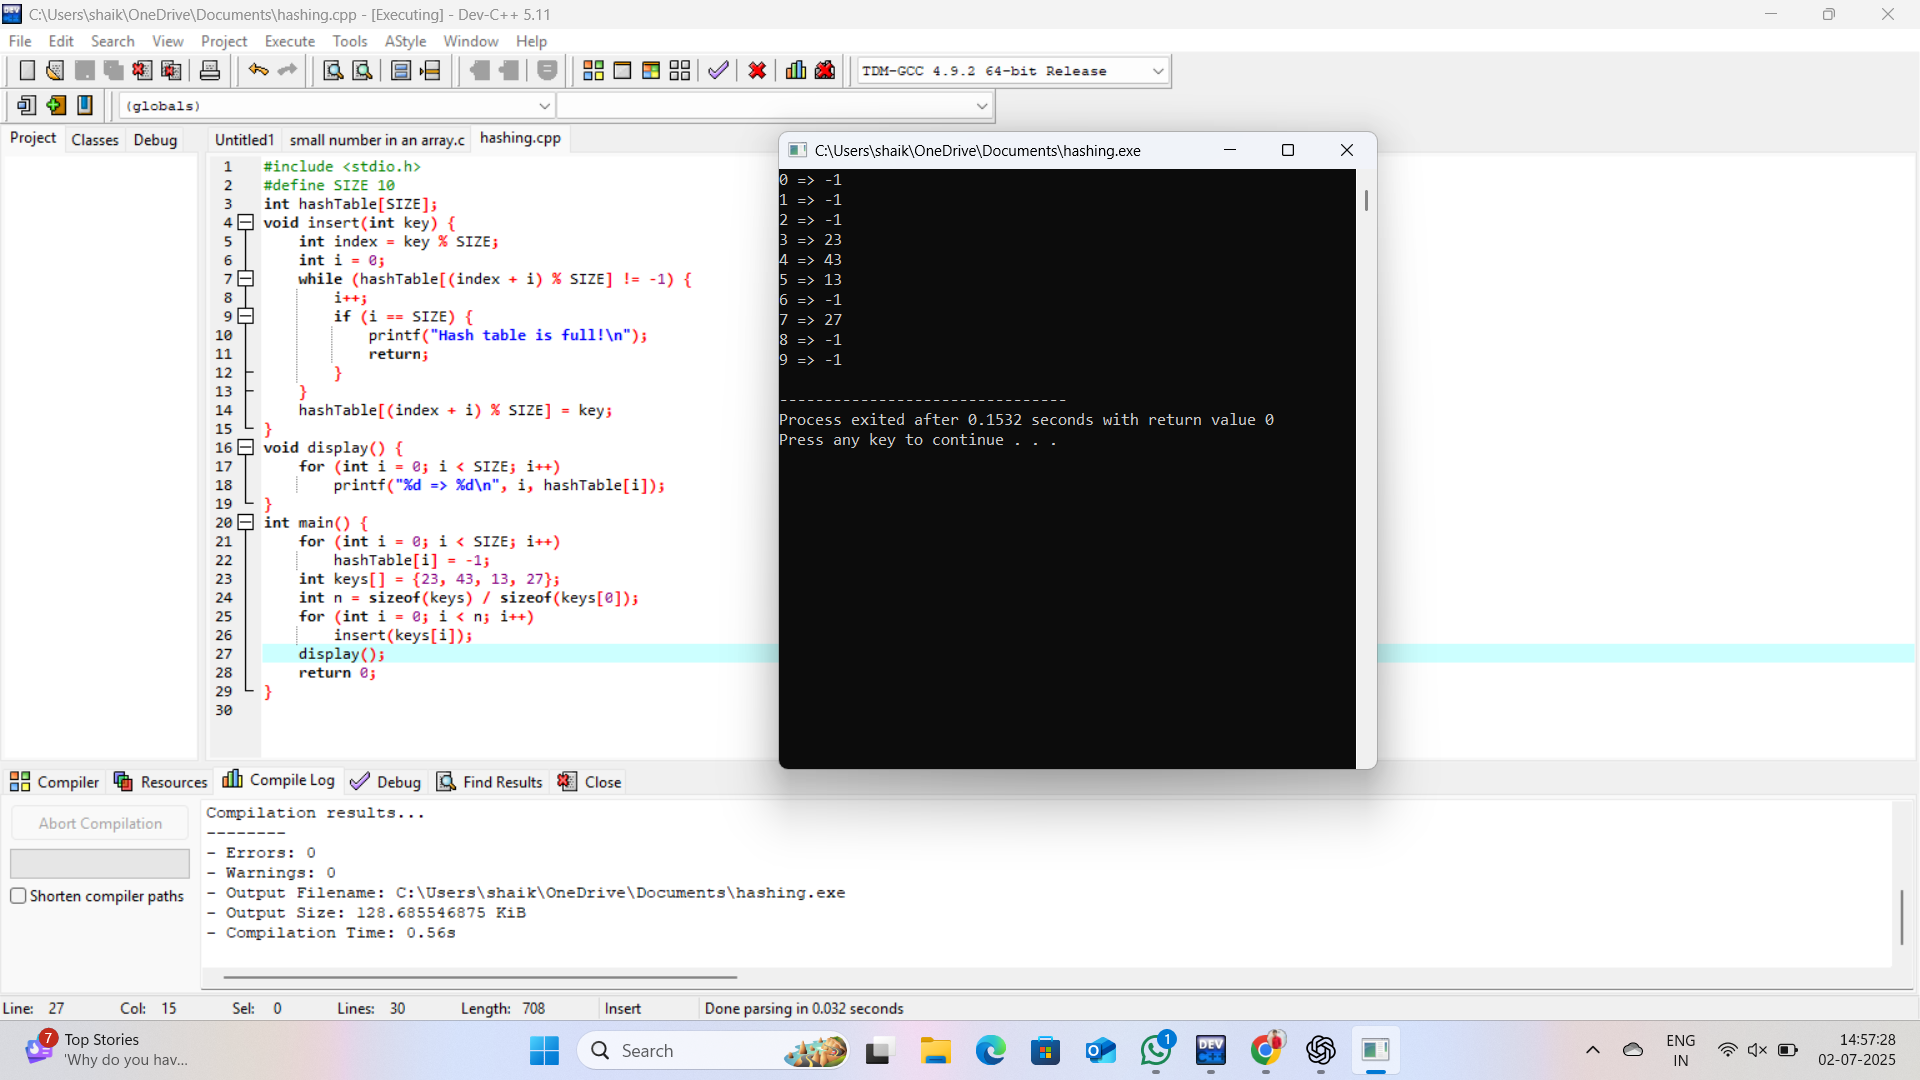 C:\Users\shaik\OneDrive\Documents\hashing.cpp - [Executing] - Dev-C++ 5.11
File Edit Search View Project Execute Tools AStyle Window Help
TDM-GCC 4.9.2 64-bit Release
(globals)
Project Classes Debug Untitled1 small number in an array.c hashing.cpp
1 #include <stdio.h>
2 #define SIZE 10
3 int hashTable[SIZE];
4 void insert(int key) {
5 int index = key % SIZE;
6 int i = 0;
7 while (hashTable[(index + i) % SIZE] != -1) {
8 i++;
9 if (i == SIZE) {
10 printf("Hash table is full!\n");
11 return;
12 }
13 }
14 hashTable[(index + i) % SIZE] = key;
15 }
16 void display() {
17 for (int i = 0; i < SIZE; i++)
18 printf("%d => %d\n", i, hashTable[i]);
19 }
20 int main() {
21 for (int i = 0; i < SIZE; i++)
22 hashTable[i] = -1;
23 int keys[] = {23, 43, 13, 27};
24 int n = sizeof(keys) / sizeof(keys[0]);
25 for (int i = 0; i < n; i++)
26 insert(keys[i]);
27 display();
28 return 0;
29 }
30
C:\Users\shaik\OneDrive\Documents\hashing.exe
0 => -1
1 => -1
2 => -1
3 => 23
4 => 43
5 => 13
6 => -1
7 => 27
8 => -1
9 => -1
--------------------------------
Process exited after 0.1532 seconds with return value 0
Press any key to continue . . .
Compiler Resources Compile Log Debug Find Results Close
Abort Compilation
Shorten compiler paths
Compilation results...
--------
- Errors: 0
- Warnings: 0
- Output Filename: C:\Users\shaik\OneDrive\Documents\hashing.exe
- Output Size: 128.685546875 KiB
- Compilation Time: 0.56s
Line: 27 Col: 15 Sel: 0 Lines: 30 Length: 708 Insert Done parsing in 0.032 seconds
7
Top Stories
'Why do you hav...
Search
1
DEV
ENG
IN
14:57:28
02-07-2025